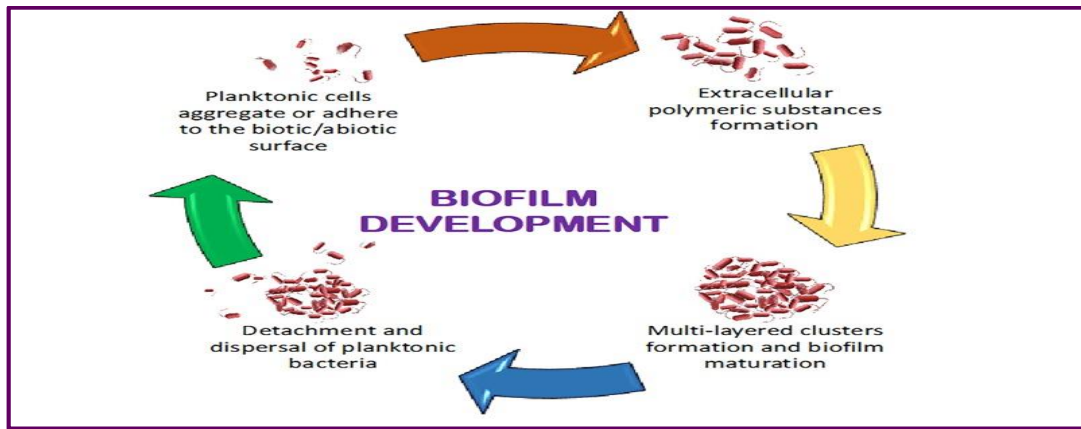 Planktonic cells
aggregate or adhere
to the biotic/abiotic
surface
Extracellular
polymeric substances
formation
BIOFILM
DEVELOPMENT
Detachment and
dispersal of planktonic
bacteria
Multi-layered clusters
formation and biofilm
maturation